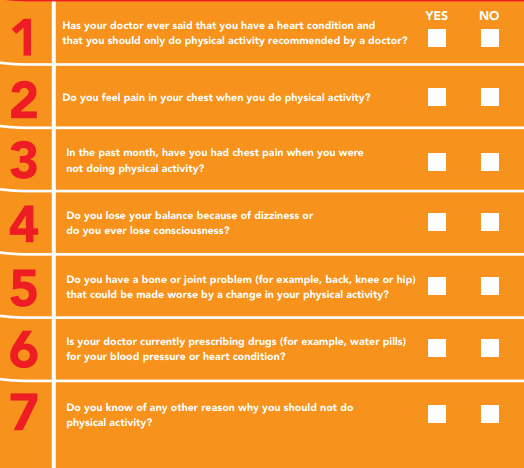 YES NO
1
Has your doctor ever said that you have a heart condition and
that you should only do physical activity recommended by a doctor?
2
Do you feel pain in your chest when you do physical activity?
3
In the past month, have you had chest pain when you were
not doing physical activity?
4
Do you lose your balance because of dizziness or
do you ever lose consciousness?
5
Do you have a bone or joint problem (for example, back, knee or hip)
that could be made worse by a change in your physical activity?
6
Is your doctor currently prescribing drugs (for example, water pills)
for your blood pressure or heart condition?
7
Do you know of any other reason why you should not do
physical activity?